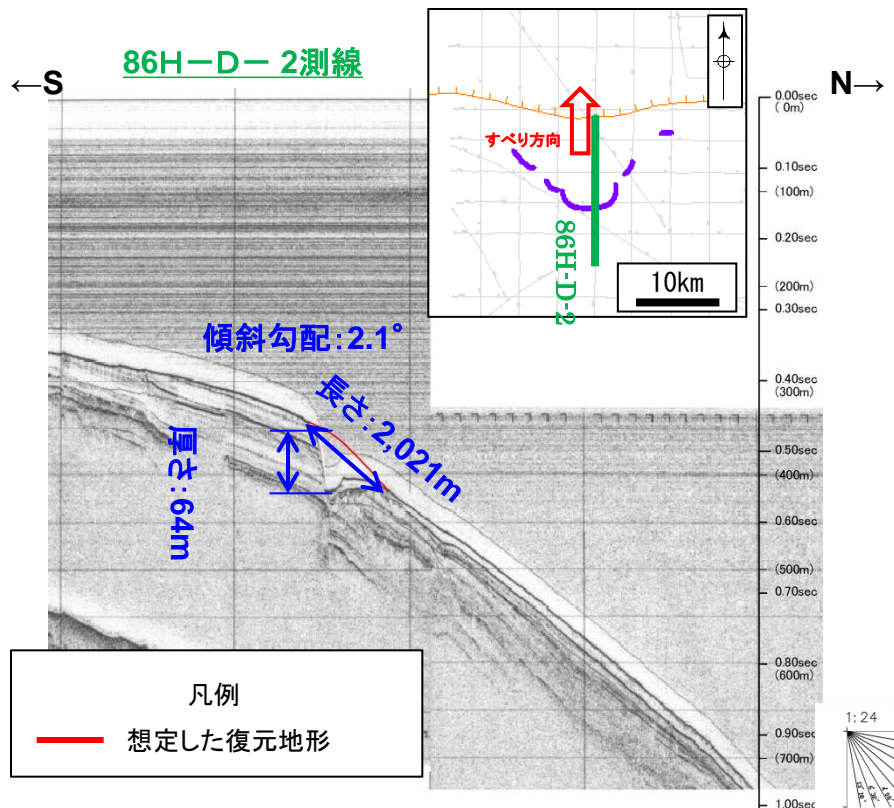 86H－D－ 2測線
←S
N→
すべり方向
86H-D-2
10km
0.00sec
( 0m)
0.10sec
(100m)
0.20sec
(200m)
0.30sec
0.40sec
(300m)
0.50sec
(400m)
0.60sec
(500m)
0.70sec
0.80sec
(600m)
0.90sec
(700m)
1.00sec
傾斜勾配：2.1°
長さ：2,021m
厚さ：64m
凡例
想定した復元地形
1:24